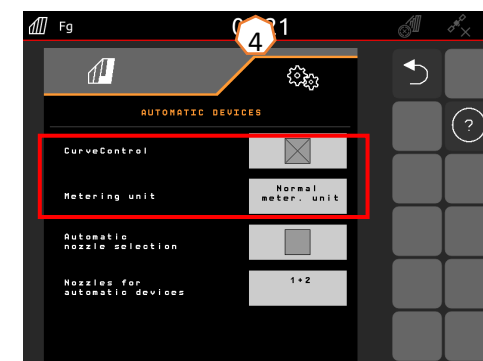 Fg
4
AUTOMATIC DEVICES
CurveControl
Metering unit
Normal
meter. unit
Automatic
nozzle selection
Nozzles for
automatic devices
1+2
?